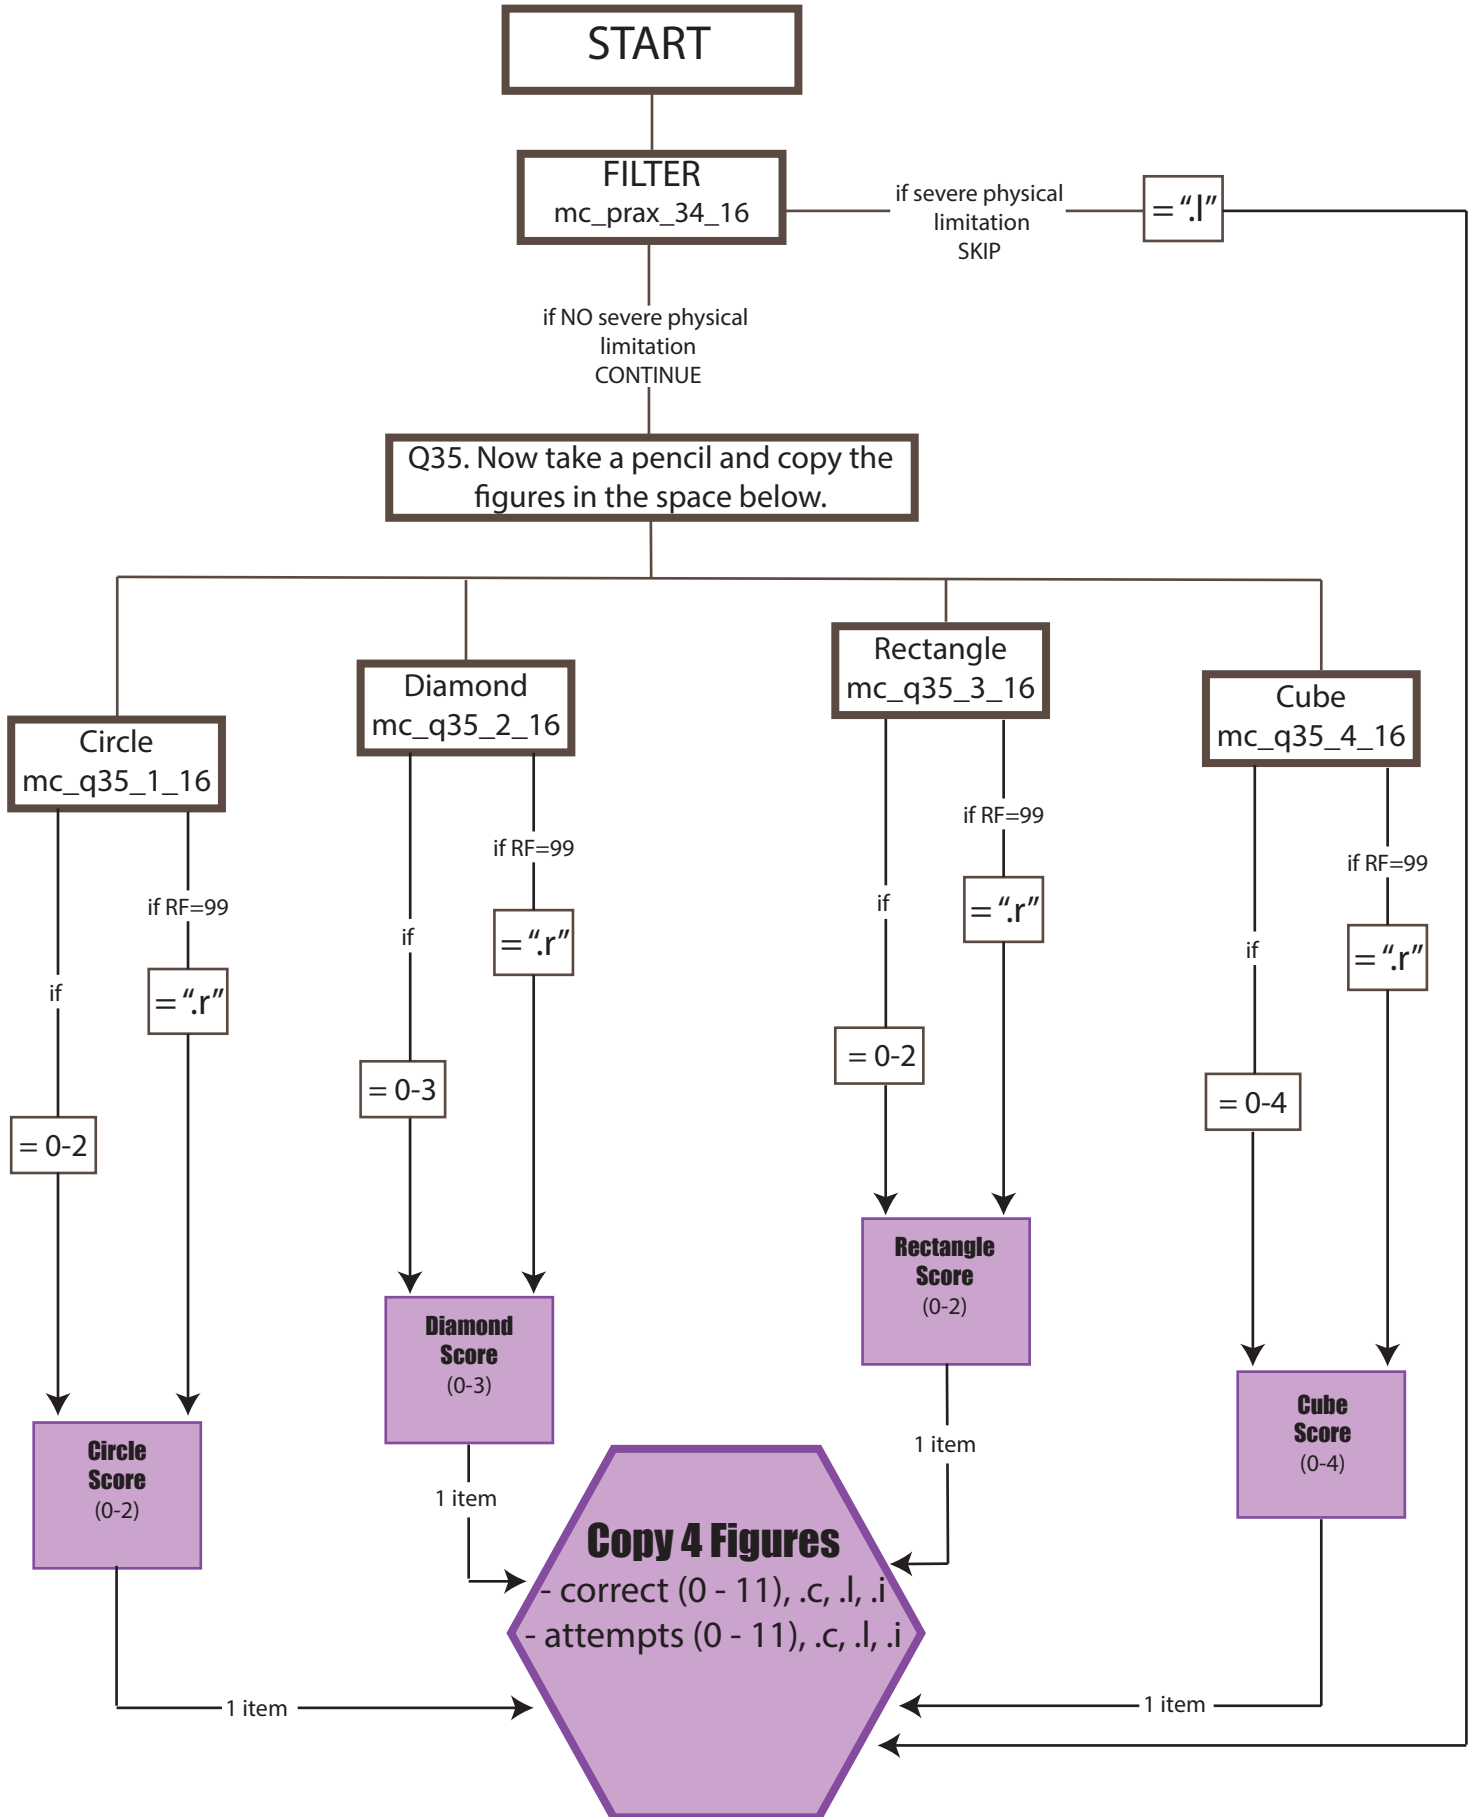 START
FILTER
mc_prax_34_16
if severe physical
limitation
SKIP
= “.l”
if NO severe physical
limitation
CONTINUE
Q35. Now take a pencil and copy the
figures in the space below.
Circle
mc_q35_1_16
if
if RF=99
= “.r”
= 0-2
Circle
Score
(0-2)
1 item
Diamond
mc_q35_2_16
if
if RF=99
= “.r”
= 0-3
Diamond
Score
(0-3)
1 item
Rectangle
mc_q35_3_16
if
if RF=99
= “.r”
= 0-2
Rectangle
Score
(0-2)
1 item
Cube
mc_q35_4_16
if
if RF=99
= “.r”
= 0-4
Cube
Score
(0-4)
1 item
Copy 4 Figures
- correct (0 - 11), .c, .l, .i
- attempts (0 - 11), .c, .l, .i